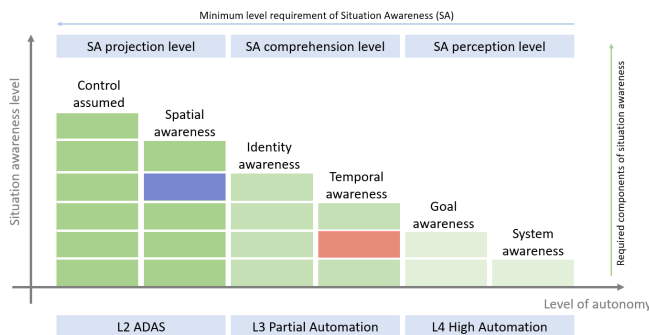 Minimum level requirement of Situation Awareness (SA)
SA projection level
SA comprehension level
SA perception level
Control
assumed
Spatial
awareness
Identity
awareness
Temporal
awareness
Goal
awareness
System
awareness
Situation awareness level
Required components of situation awareness
Level of autonomy
L2 ADAS
L3 Partial Automation
L4 High Automation